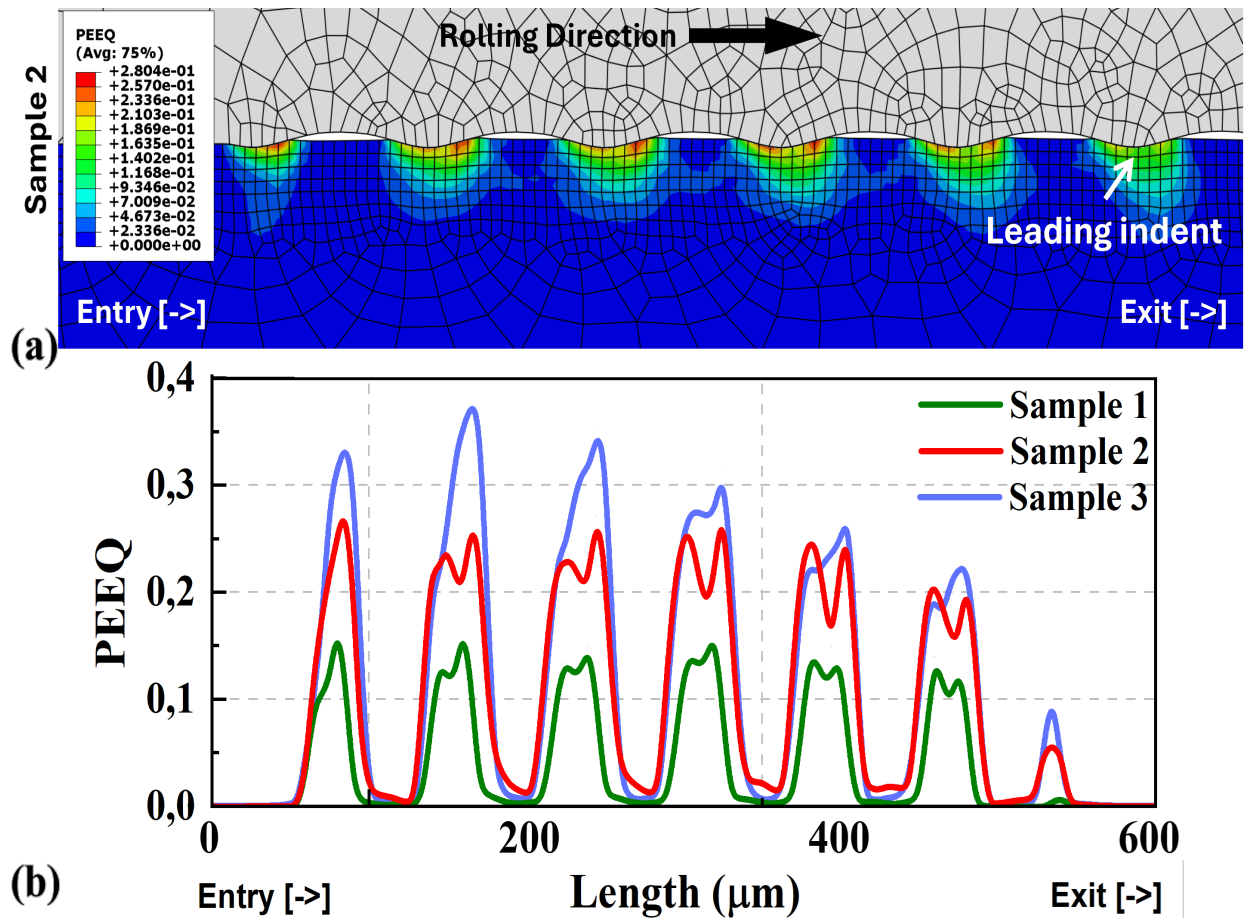 Sample 2
PEEQ
(Avg: 75%)
+2.804e-01
+2.570e-01
+2.336e-01
+2.103e-01
+1.869e-01
+1.635e-01
+1.402e-01
+1.168e-01
+9.346e-02
+7.009e-02
+4.673e-02
+2.336e-02
+0.000e+00
Rolling Direction
Leading indent
Entry [->]
Exit [->]
(a)
0,4
0,3
0,2
0,1
0,0
PEEQ
Sample 1
Sample 2
Sample 3
0
200
400
600
Length (μm)
Entry [->]
Exit [->]
(b)